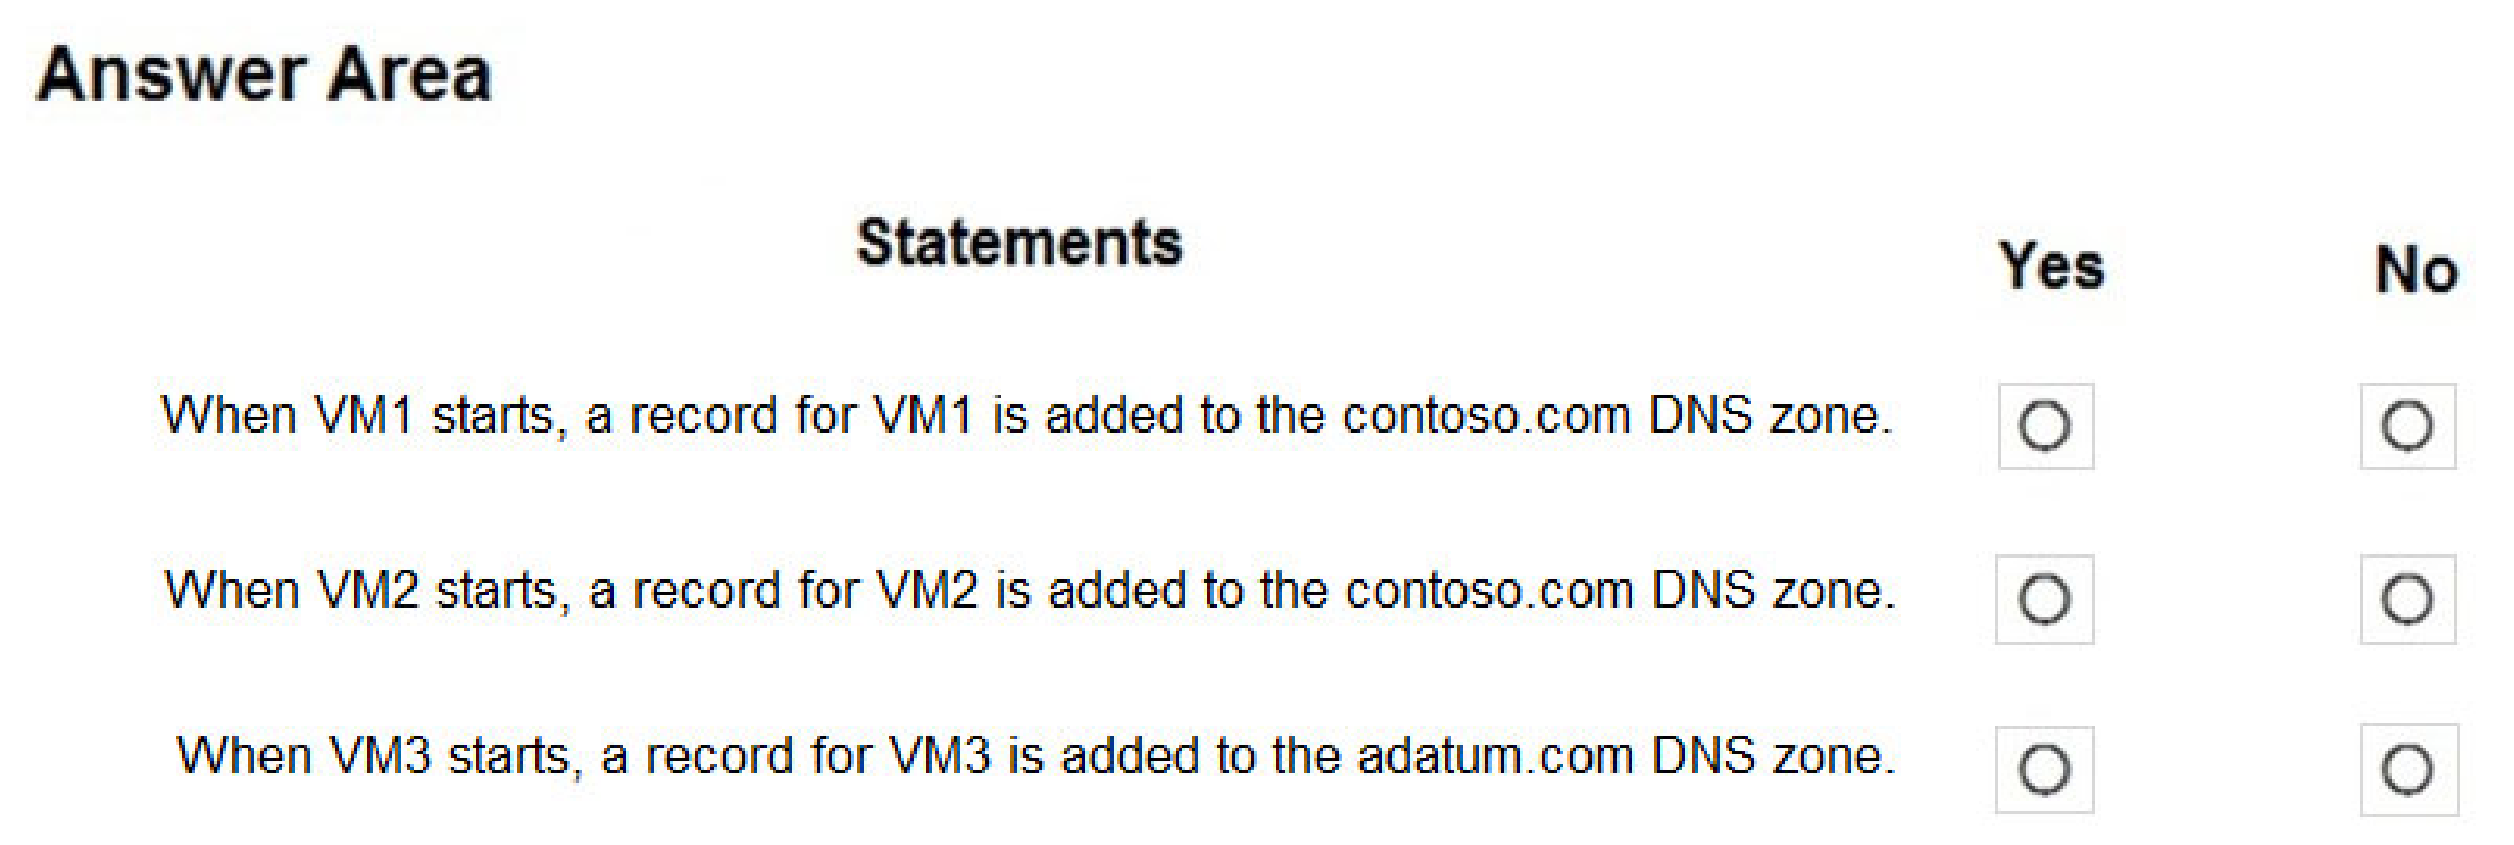 Answer Area
Statements Yes No
When VM1 starts, a record for VM1 is added to the contoso.com DNS zone.
When VM2 starts, a record for VM2 is added to the contoso.com DNS zone.
When VM3 starts, a record for VM3 is added to the adatum.com DNS zone.